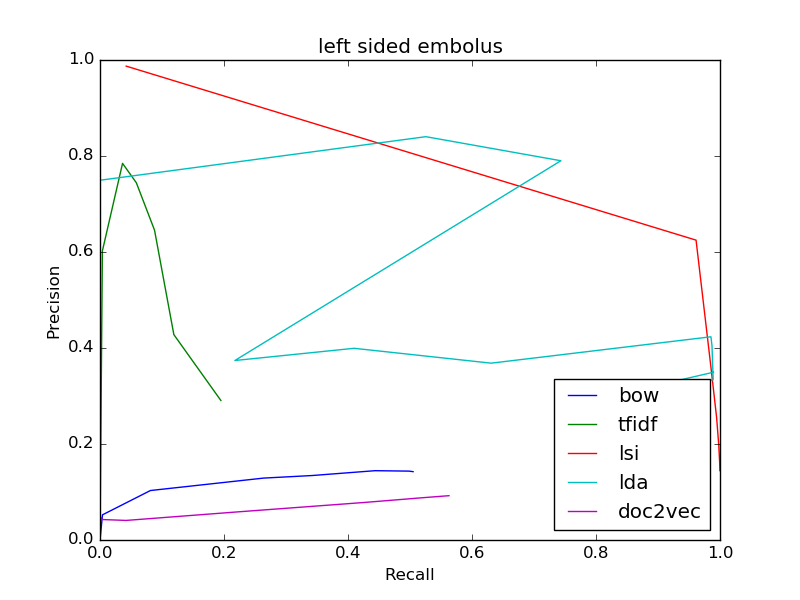 left sided embolus
1.0
0.8
0.6
0.4
0.2
0.0
Precision
bow
tfidf
lsi
lda
doc2vec
0.0 0.2 0.4 0.6 0.8 1.0
Recall